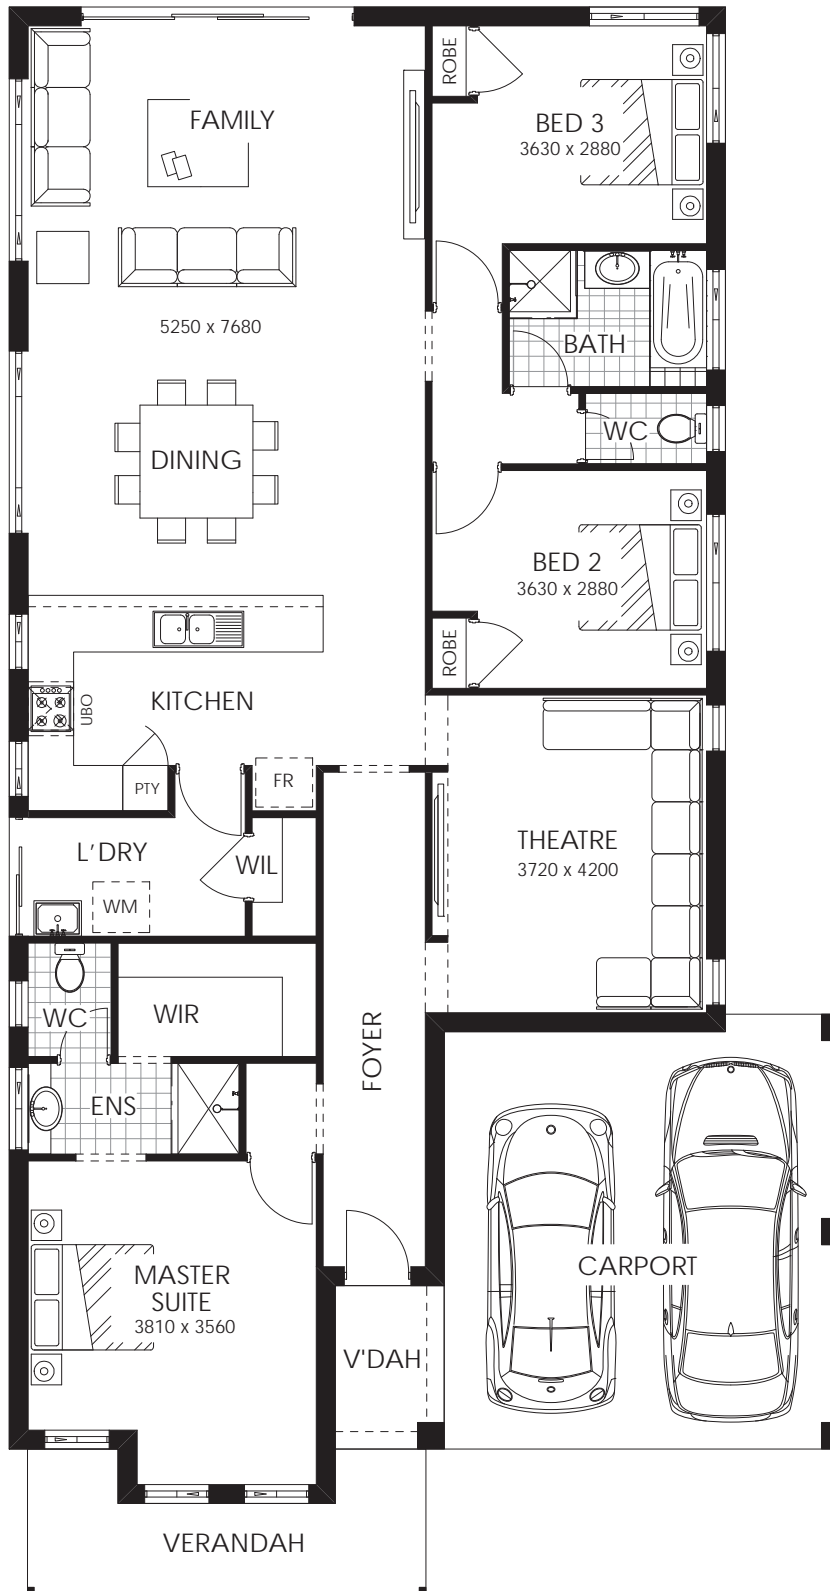 ROBE
FAMILY
BED 3
3630 x 2880
5250 x 7680
BATH
WC
DINING
BED 2
3630 x 2880
ROBE
KITCHEN
UBO
PTY
FR
L'DRY
WIL
WM
THEATRE
3720 x 4200
WC
WIR
FOYER
ENS
MASTER
SUITE
3810 x 3560
CARPORT
V'DAH
VERANDAH